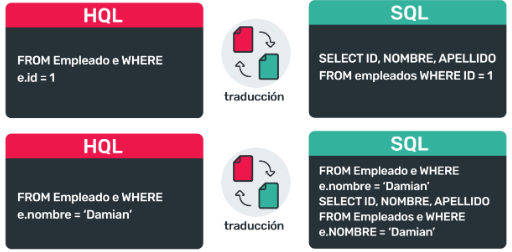 HQL
FROM Empleado e WHERE
e.id = 1
traducción
SQL
SELECT ID, NOMBRE, APELLIDO
FROM empleados WHERE ID = 1
HQL
FROM Empleado e WHERE
e.nombre = ‘Damian’
traducción
SQL
FROM Empleado e WHERE
e.nombre = ‘Damian’
SELECT ID, NOMBRE, APELLIDO
FROM Empleados e WHERE
e.NOMBRE = ‘Damian’